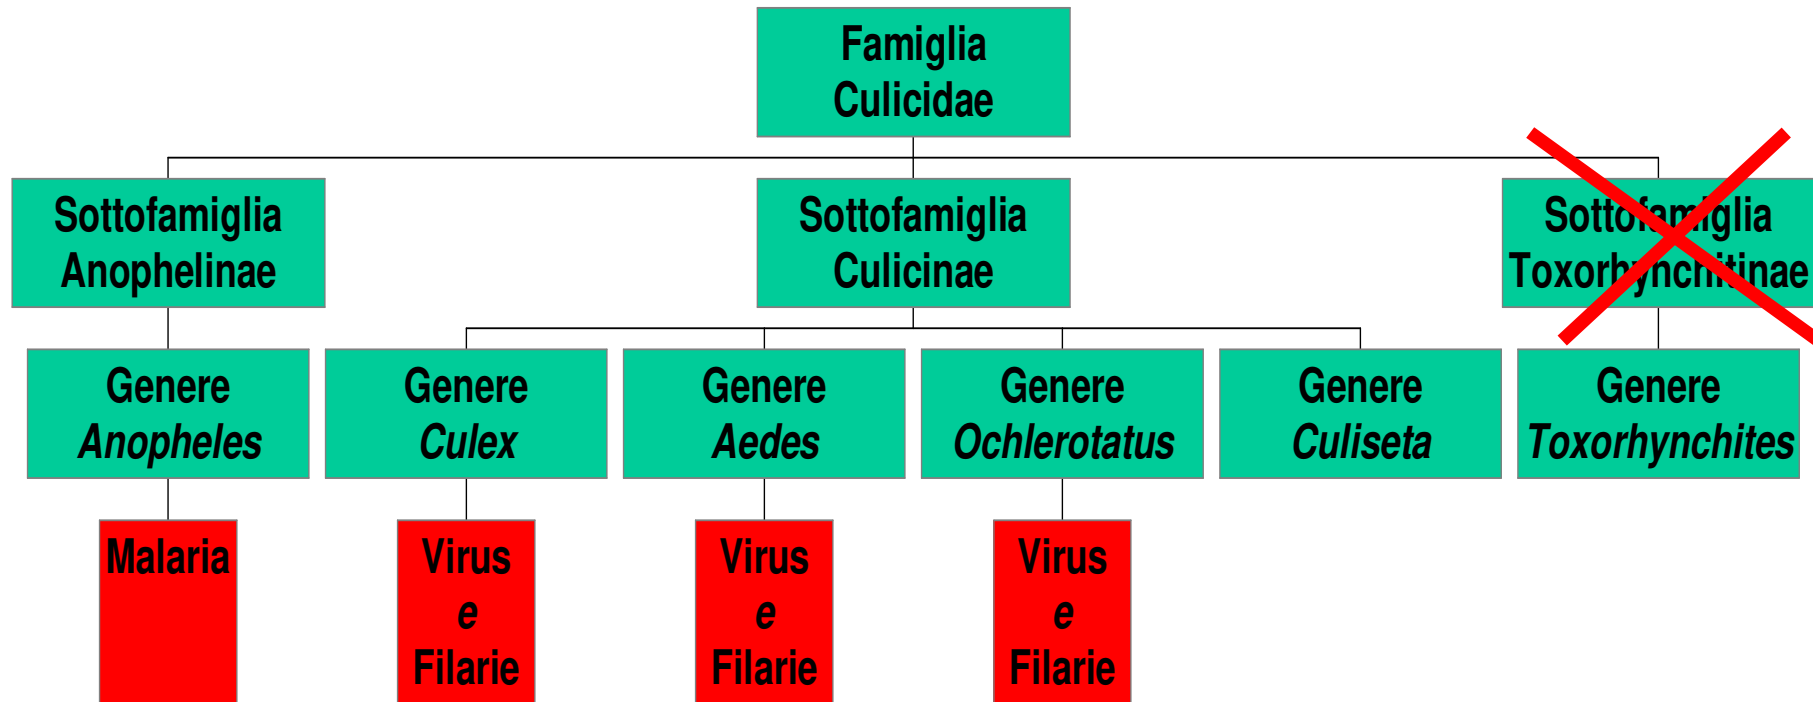 Famiglia
Culicidae
Sottofamiglia
Anophelinae
Sottofamiglia
Culicinae
Sottofamiglia
Toxorhynchitinae
Genere
Anopheles
Genere
Culex
Genere
Aedes
Genere
Ochlerotatus
Genere
Culiseta
Genere
Toxorhynchites
Malaria
Virus
e
Filarie
Virus
e
Filarie
Virus
e
Filarie